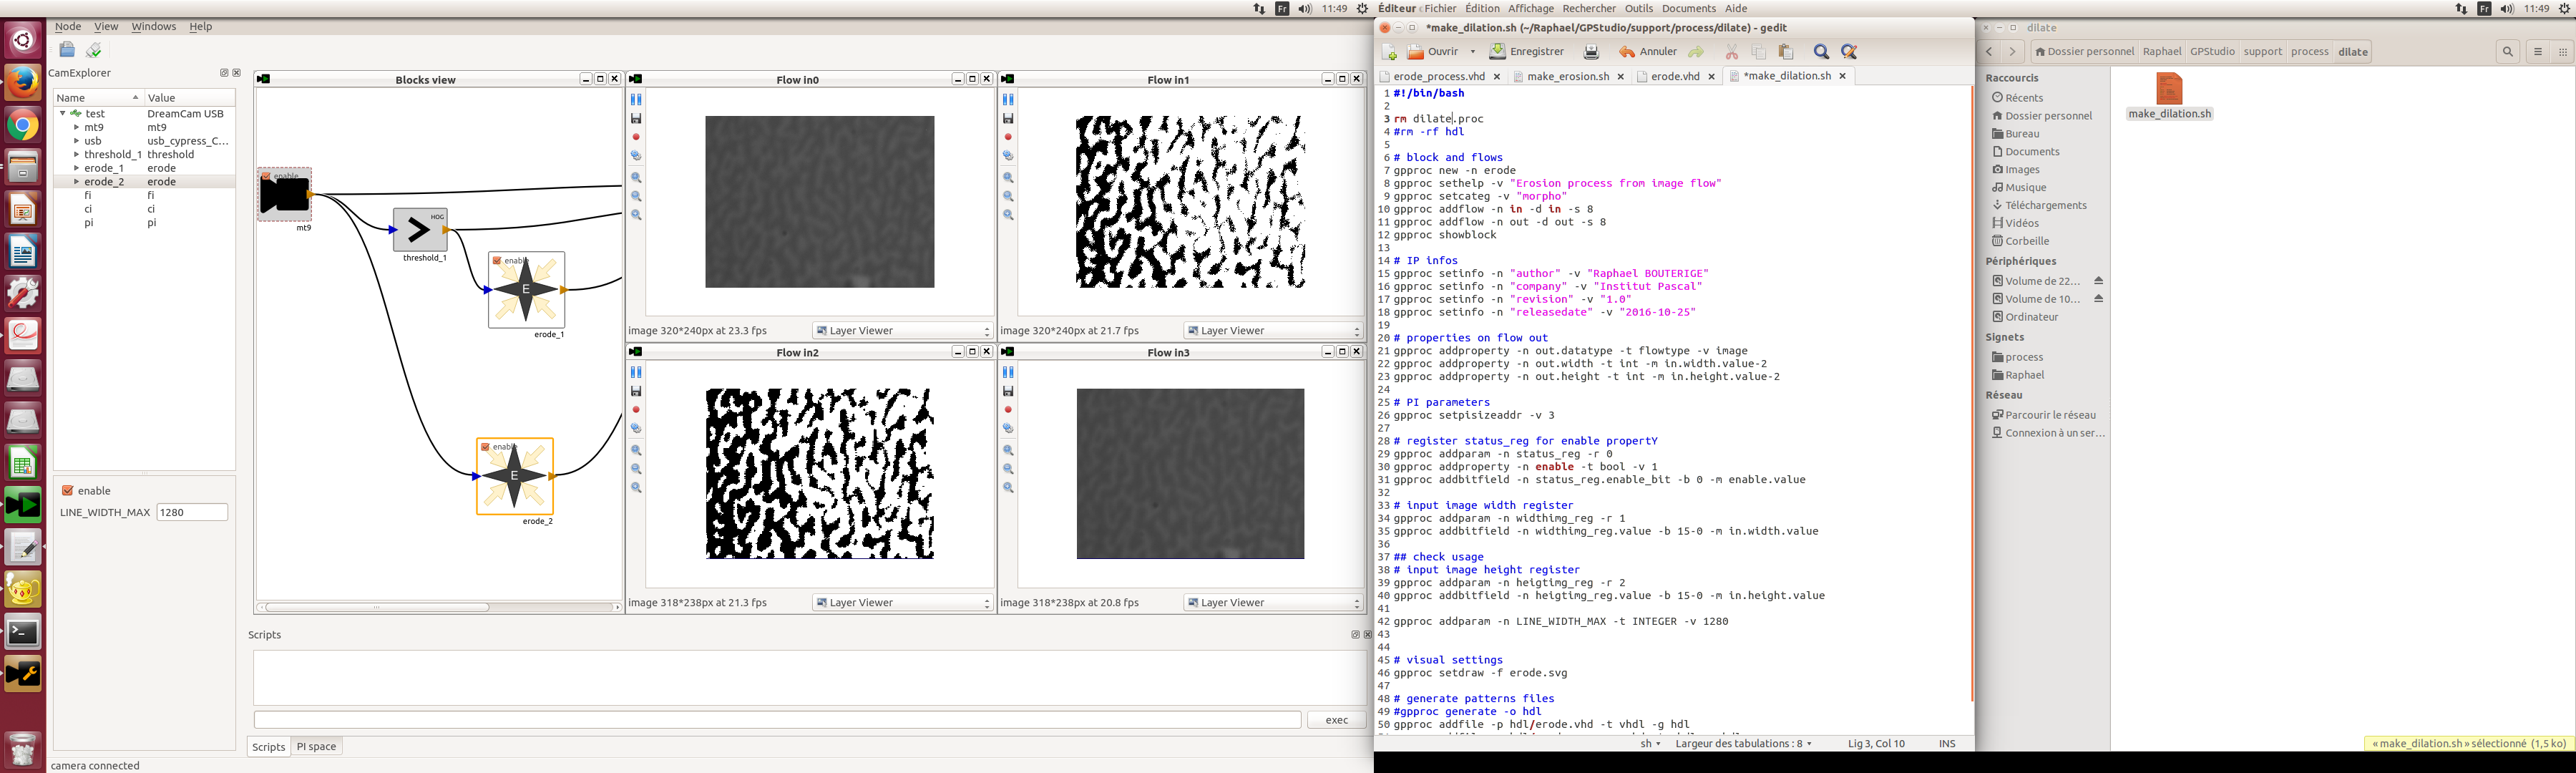 Fr 11:49
Node View Windows Help
CamExplorer
Name Value
test DreamCam USB
mt9 mt9
usb usb_cypress_C...
threshold_1 threshold
erode_1 erode
erode_2 erode
fi fi
ci ci
pi pi
enable
LINE_WIDTH_MAX 1280
Blocks view
enable
mt9
HOG
threshold_1
enable
E
erode_1
enable
E
erode_2
Flow in0
image 320*240px at 23.3 fps Layer Viewer
Flow in1
image 320*240px at 21.7 fps Layer Viewer
Flow in2
image 318*238px at 21.3 fps Layer Viewer
Flow in3
image 318*238px at 20.8 fps Layer Viewer
Scripts
exec
Scripts PI space
camera connected
Éditeur Fichier Édition Affichage Rechercher Outils Documents Aide
Fr 11:49
*make_dilation.sh (~/Raphael/GPStudio/support/process/dilate) - gedit
Ouvrir Enregistrer Annuler
erode_process.vhd make_erosion.sh erode.vhd *make_dilation.sh
1 #!/bin/bash
2
3 rm dilate.proc
4 #rm -rf hdl
5
6 # block and flows
7 gpproc new -n erode
8 gpproc sethelp -v "Erosion process from image flow"
9 gpproc setcateg -v "morpho"
10 gpproc addflow -n in -d in -s 8
11 gpproc addflow -n out -d out -s 8
12 gpproc showblock
13
14 # IP infos
15 gpproc setinfo -n "author" -v "Raphael BOUTERIGE"
16 gpproc setinfo -n "company" -v "Institut Pascal"
17 gpproc setinfo -n "revision" -v "1.0"
18 gpproc setinfo -n "releasedate" -v "2016-10-25"
19
20 # properties on flow out
21 gpproc addproperty -n out.datatype -t flowtype -v image
22 gpproc addproperty -n out.width -t int -m in.width.value-2
23 gpproc addproperty -n out.height -t int -m in.height.value-2
24
25 # PI parameters
26 gpproc setpisizeaddr -v 3
27
28 # register status_reg for enable propertY
29 gpproc addparam -n status_reg -r 0
30 gpproc addproperty -n enable -t bool -v 1
31 gpproc addbitfield -n status_reg.enable_bit -b 0 -m enable.value
32
33 # input image width register
34 gpproc addparam -n widthimg_reg -r 1
35 gpproc addbitfield -n widthimg_reg.value -b 15-0 -m in.width.value
36
37 ## check usage
38 # input image height register
39 gpproc addparam -n heigtimg_reg -r 2
40 gpproc addbitfield -n heigtimg_reg.value -b 15-0 -m in.height.value
41
42 gpproc addparam -n LINE_WIDTH_MAX -t INTEGER -v 1280
43
44
45 # visual settings
46 gpproc setdraw -f erode.svg
47
48 # generate patterns files
49 #gpproc generate -o hdl
50 gpproc addfile -p hdl/erode.vhd -t vhdl -g hdl
sh Largeur des tabulations : 8 Lig 3, Col 10 INS
dilate
Dossier personnel Raphael GPStudio support process dilate
Raccourcis
Récents
Dossier personnel
Bureau
Documents
Images
Musique
Téléchargements
Vidéos
Corbeille
Périphériques
Volume de 22...
Volume de 10...
Ordinateur
Signets
process
Raphael
Réseau
Parcourir le réseau
Connexion à un ser...
make_dilation.sh
« make_dilation.sh » sélectionné (1,5 ko)